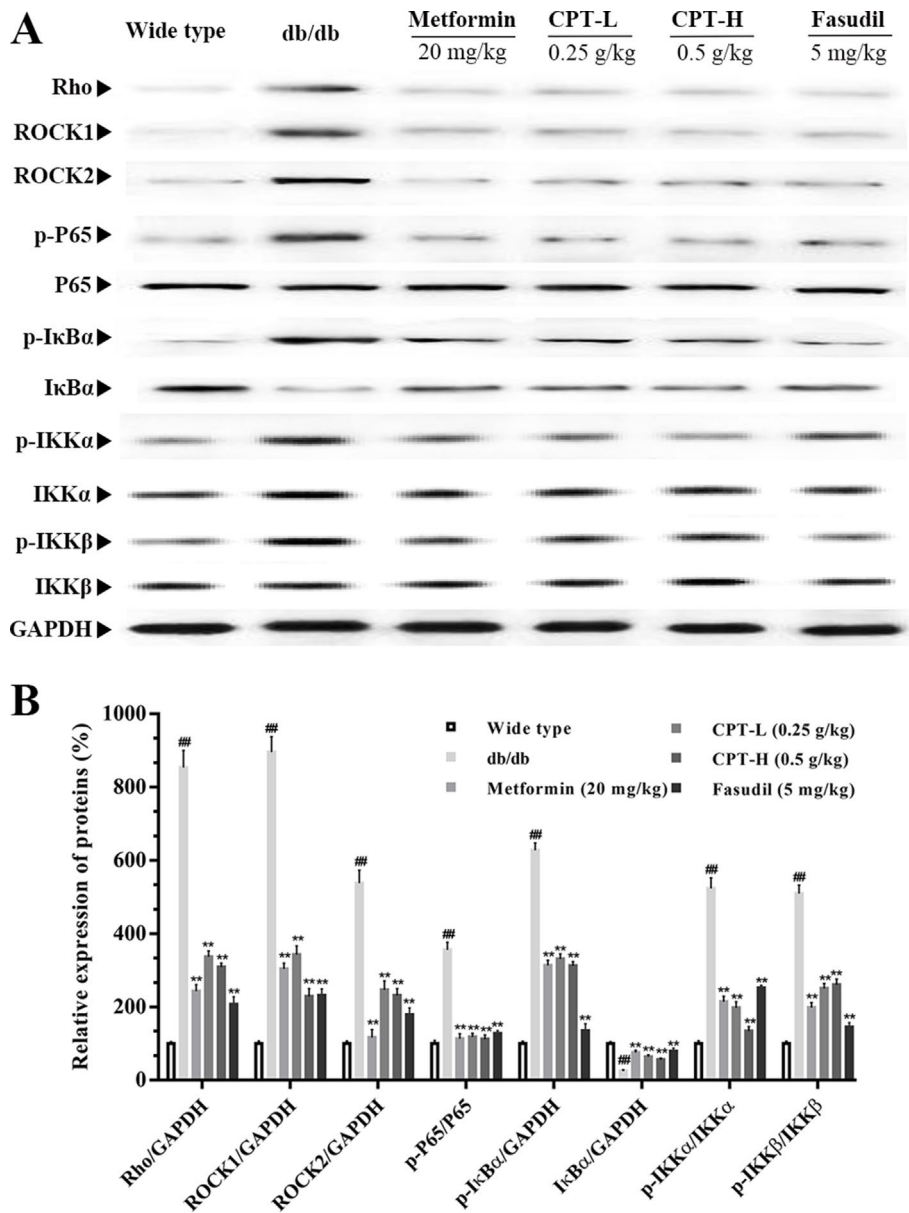 A
Wide type db/db Metformin CPT-L CPT-H Fasudil
20 mg/kg 0.25 g/kg 0.5 g/kg 5 mg/kg
Rho
ROCK1
ROCK2
p-P65
P65
p-IκBα
IκBα
p-IKKα
IKKα
p-IKKβ
IKKβ
GAPDH
B
Relative expression of proteins (%)
1000
800
600
400
200
0
Wide type
db/db
Metformin (20 mg/kg)
CPT-L (0.25 g/kg)
CPT-H (0.5 g/kg)
Fasudil (5 mg/kg)
## ** ** ** **
## ** ** ** **
## ** ** ** **
## ** ** ** **
## ** ** ** **
## ** ** ** **
## ** ** ** **
## ** ** ** **
Rho/GAPDH
ROCK1/GAPDH
ROCK2/GAPDH
p-P65/P65
p-IκBα/GAPDH
IκBα/GAPDH
p-IKKα/IKKα
p-IKKβ/IKKβ